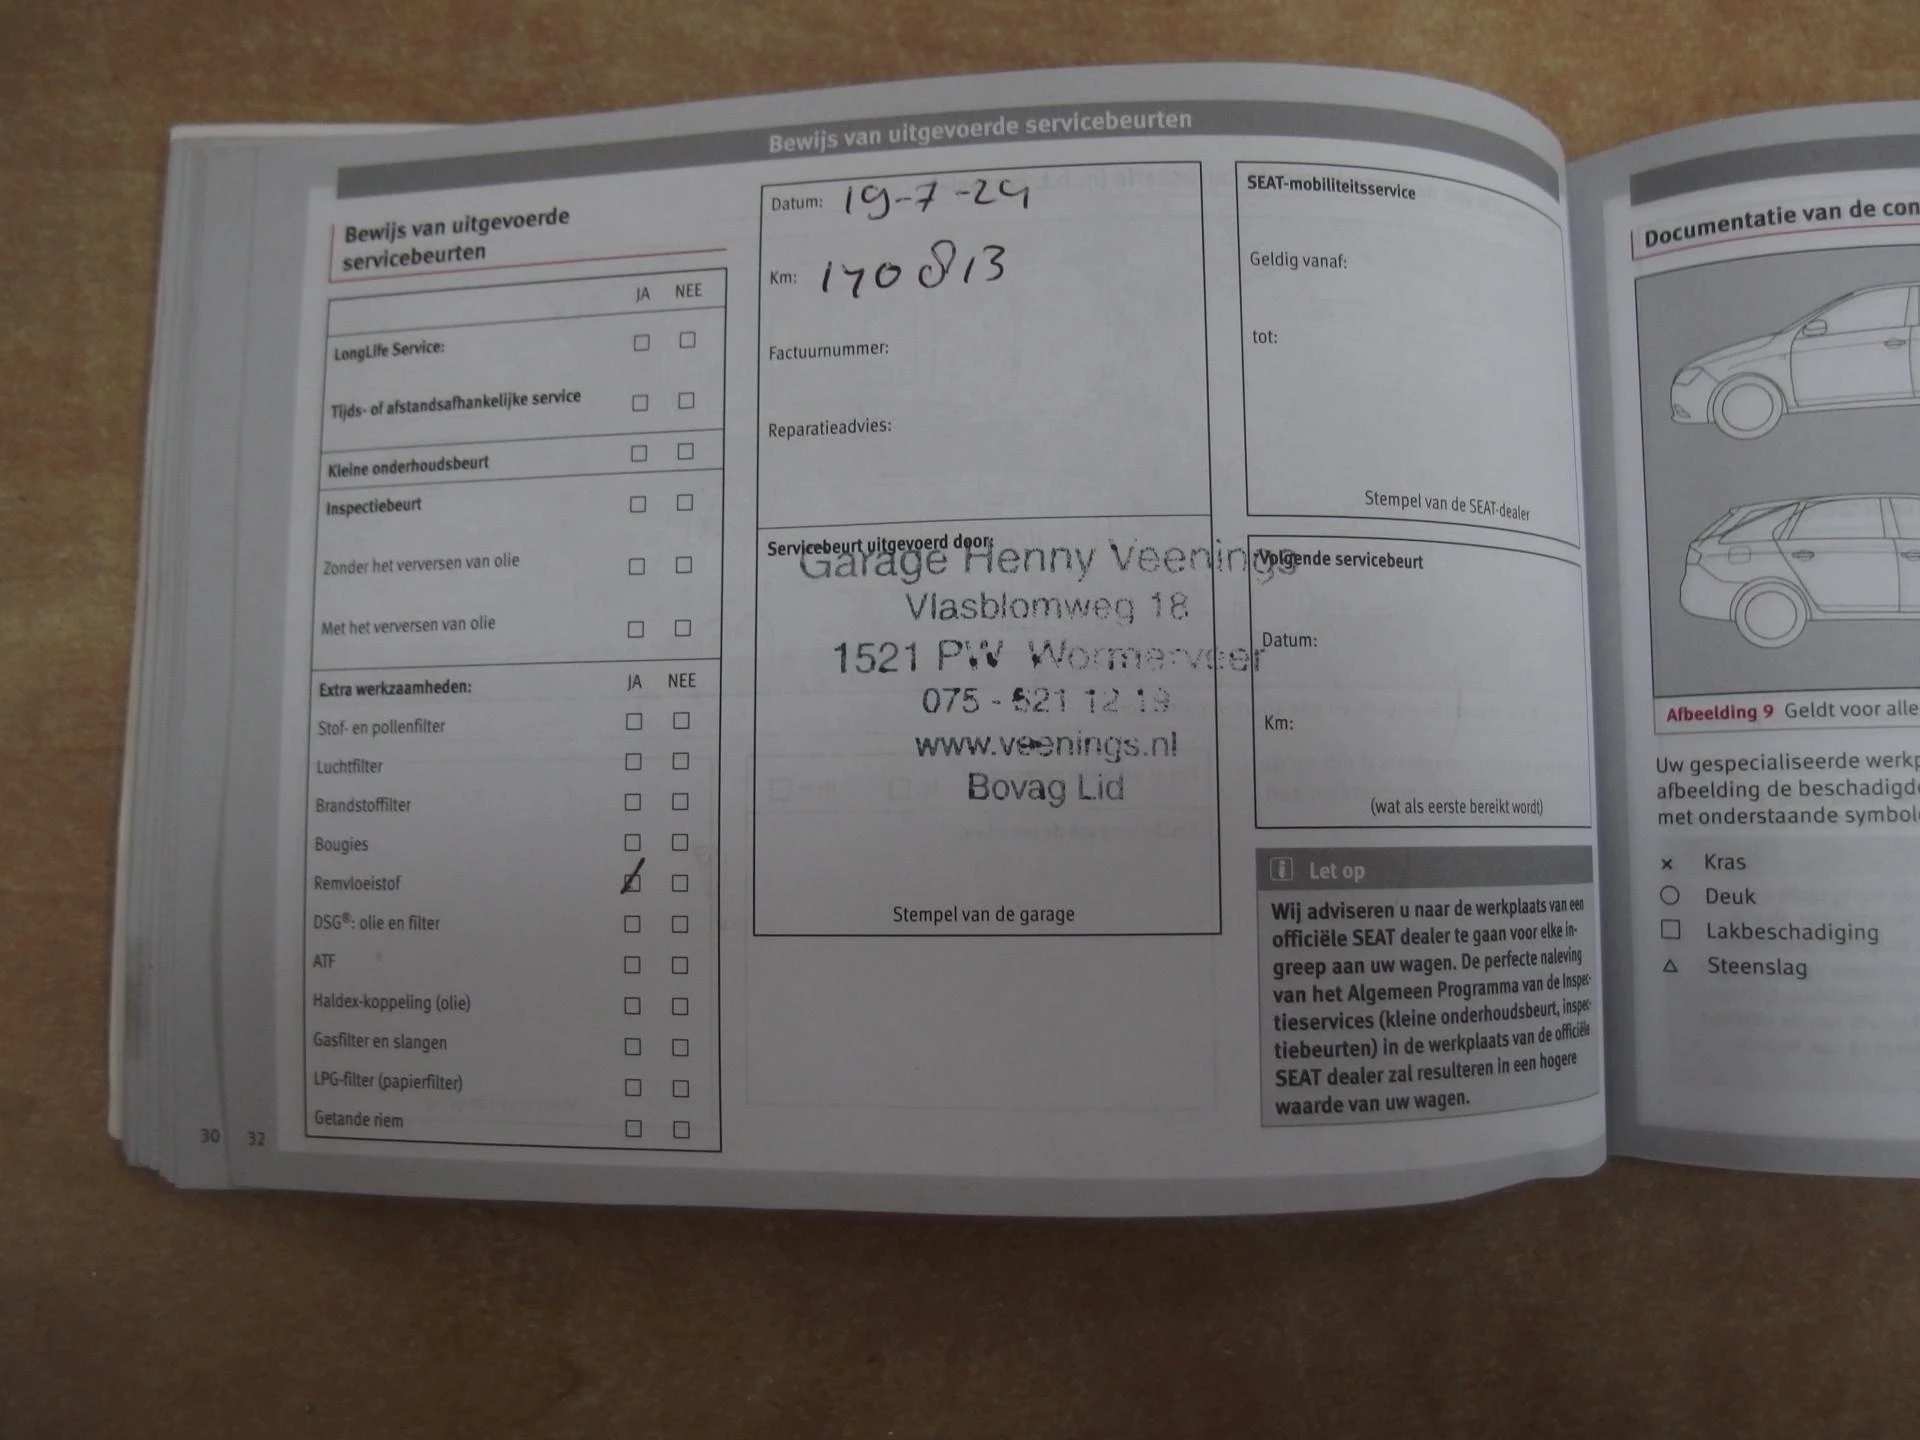 Bewijs van uitgevoerde servicebeurten
Bewijs van uitgevoerde
servicebeurten
JA NEE
LongLife Service:
Tijds- of afstandsafhankelijke service
Kleine onderhoudsbeurt
Inspectiebeurt
Zonder het verversen van olie
Met het verversen van olie
Extra werkzaamheden: JA NEE
Stof- en pollenfilter
Luchtfilter
Brandstoffilter
Bougies
Remvloeistof
DSG®: olie en filter
ATF
Haldex-koppeling (olie)
Gasfilter en slangen
LPG-filter (papierfilter)
Getande riem
30 32
Datum: 19-7-24
Km: 140813
Factuurnummer:
Reparatieadvies:
Servicebeurt uitgevoerd door:
Garage Henny Veenings
Vlasblomweg 18
1521 PW Wormerveer
075 - 621 12 19
www.veenings.nl
Bovag Lid
Stempel van de garage
SEAT-mobiliteitsservice
Geldig vanaf:
tot:
Stempel van de SEAT-dealer
Volgende servicebeurt
Datum:
Km:
(wat als eerste bereikt wordt)
i Let op
Wij adviseren u naar de werkplaats van een
officiële SEAT dealer te gaan voor elke in-
greep aan uw wagen. De perfecte naleving
van het Algemeen Programma van de Inspec-
tieservices (kleine onderhoudsbeurt, inspec-
tiebeurten) in de werkplaats van de officiële
SEAT dealer zal resulteren in een hogere
waarde van uw wagen.
Documentatie van de con
Afbeelding 9 Geldt voor alle
Uw gespecialiseerde werkp
afbeelding de beschadigde
met onderstaande symbole
× Kras
○ Deuk
□ Lakbeschadiging
△ Steenslag